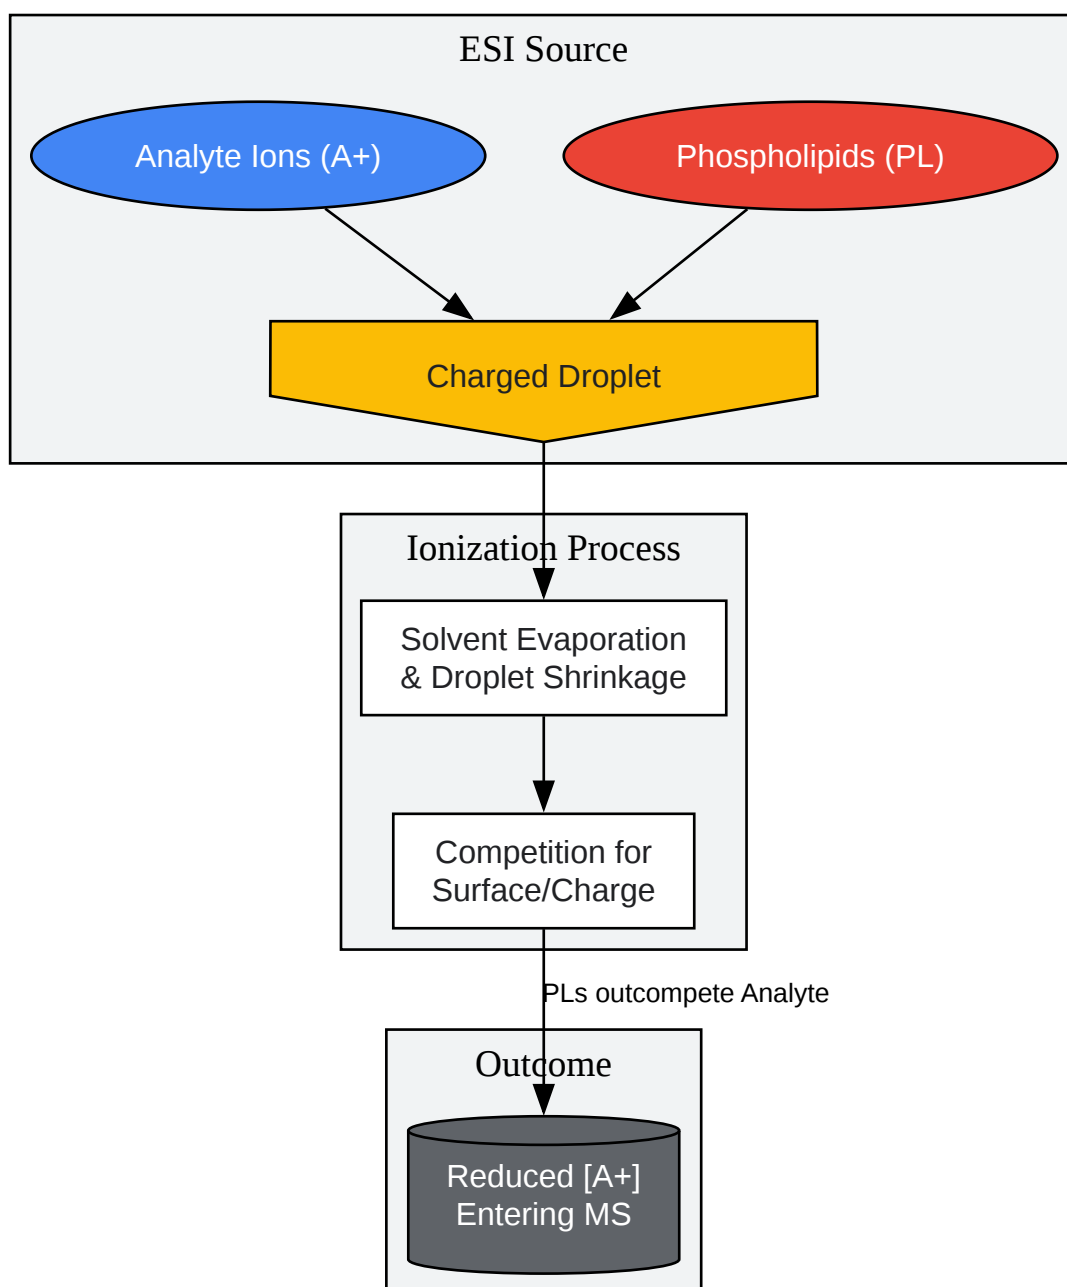 ESI Source
Analyte Ions (A+)
Phospholipids (PL)
Charged Droplet
Ionization Process
Solvent Evaporation
& Droplet Shrinkage
Competition for
Surface/Charge
PLs outcompete Analyte
Outcome
Reduced [A+]
Entering MS